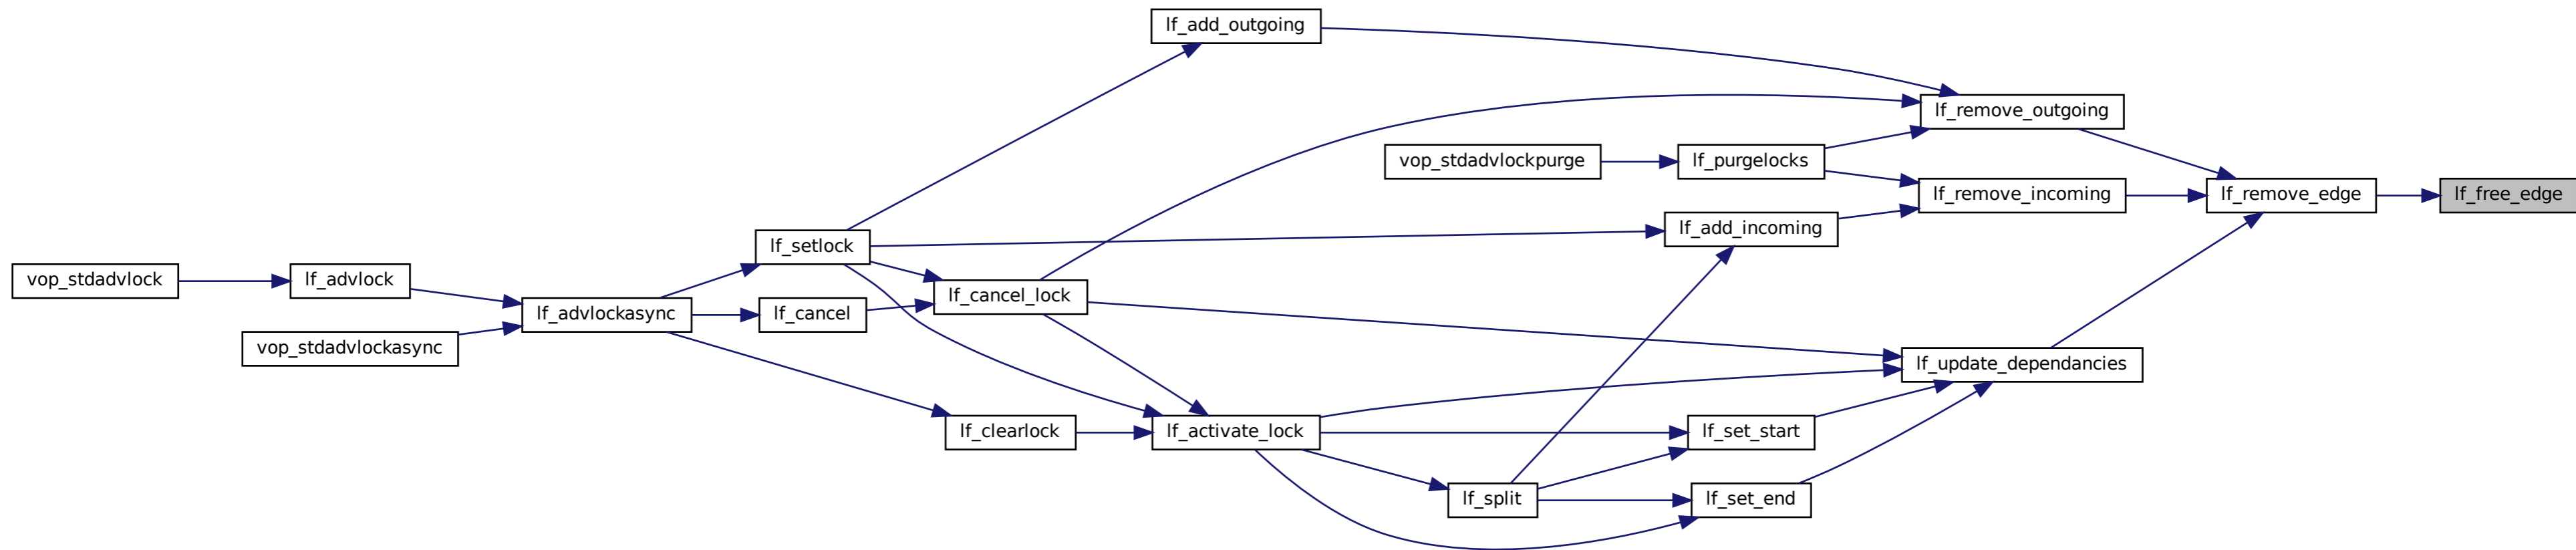 lf_add_outgoing
lf_remove_outgoing
vop_stdadvlockpurge
lf_purgelocks
lf_remove_incoming
lf_remove_edge
lf_free_edge
lf_add_incoming
lf_setlock
vop_stdadvlock
lf_advlock
lf_cancel_lock
lf_advlockasync
lf_cancel
vop_stdadvlockasync
lf_update_dependancies
lf_clearlock
lf_activate_lock
lf_set_start
lf_split
lf_set_end